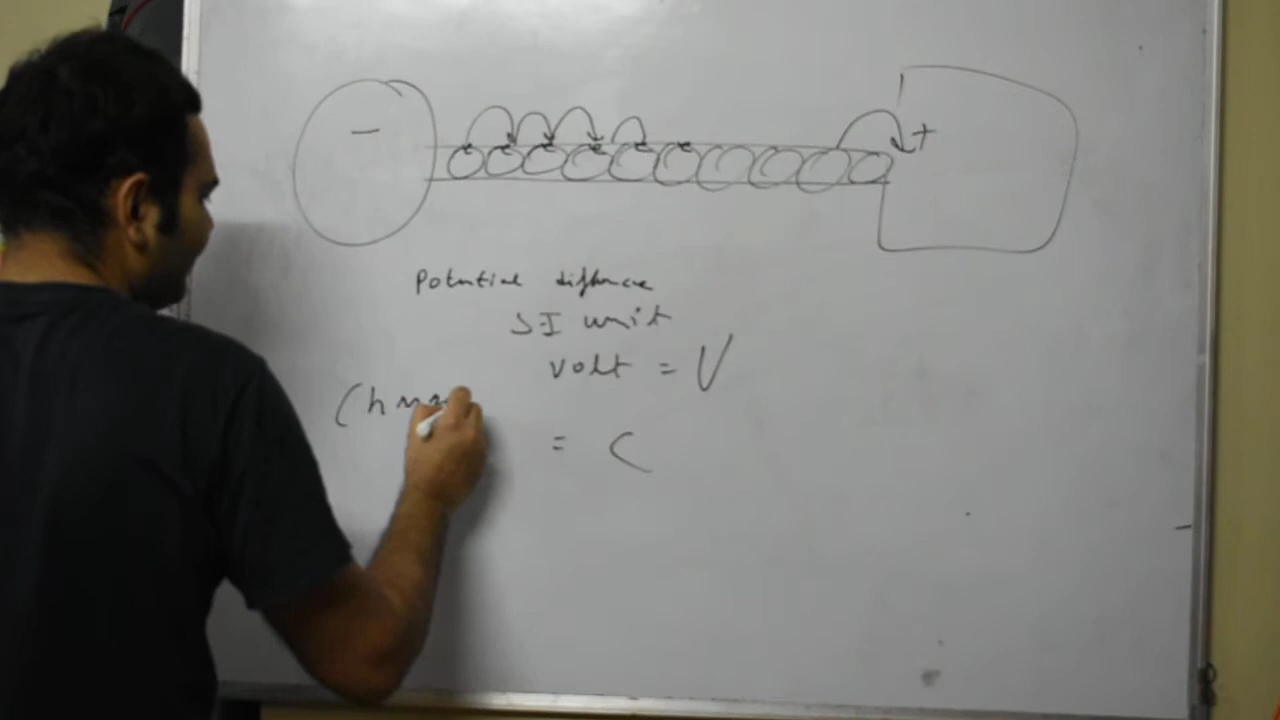 -
+
Potential difference
S.I unit
volt = V
= C